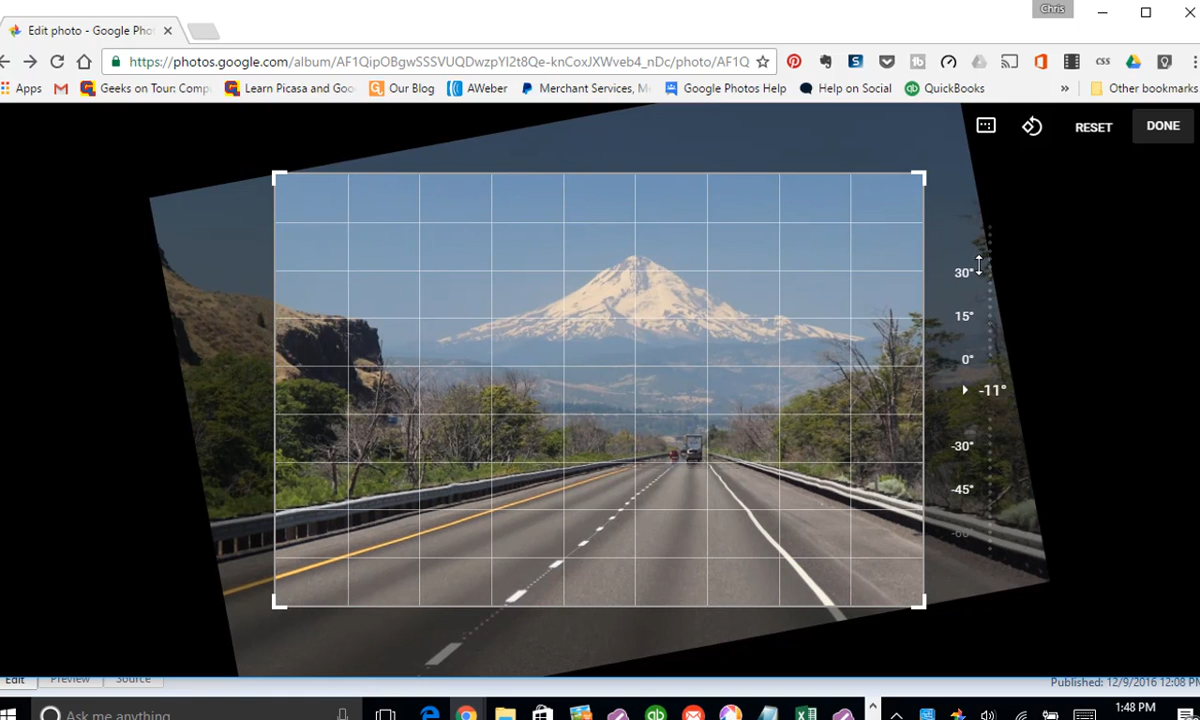 Chris
Edit photo - Google Pho
https://photos.google.com/album/AF1QipOBgwSSSVUQDwzpYI2t8Qe-knCoxJXWveb4_nDc/photo/AF1Q
CSS
Apps Geeks on Tour: Comp Learn Picasa and Goo Our Blog AWeber Merchant Services, M Google Photos Help Help on Social QuickBooks » Other bookmarks
RESET DONE
30°
15°
0°
-11°
-30°
-45°
-60°
Edit Preview Source Published: 12/9/2016 12:08 PM
Ask me anything 1:48 PM